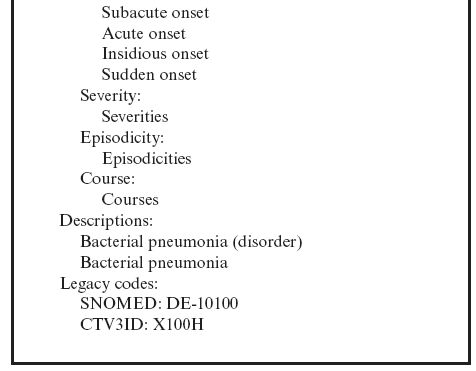 Subacute onset
Acute onset
Insidious onset
Sudden onset
Severity:
Severities
Episodicity:
Episodicities
Course:
Courses
Descriptions:
Bacterial pneumonia (disorder)
Bacterial pneumonia
Legacy codes:
SNOMED: DE-10100
CTV3ID: X100H